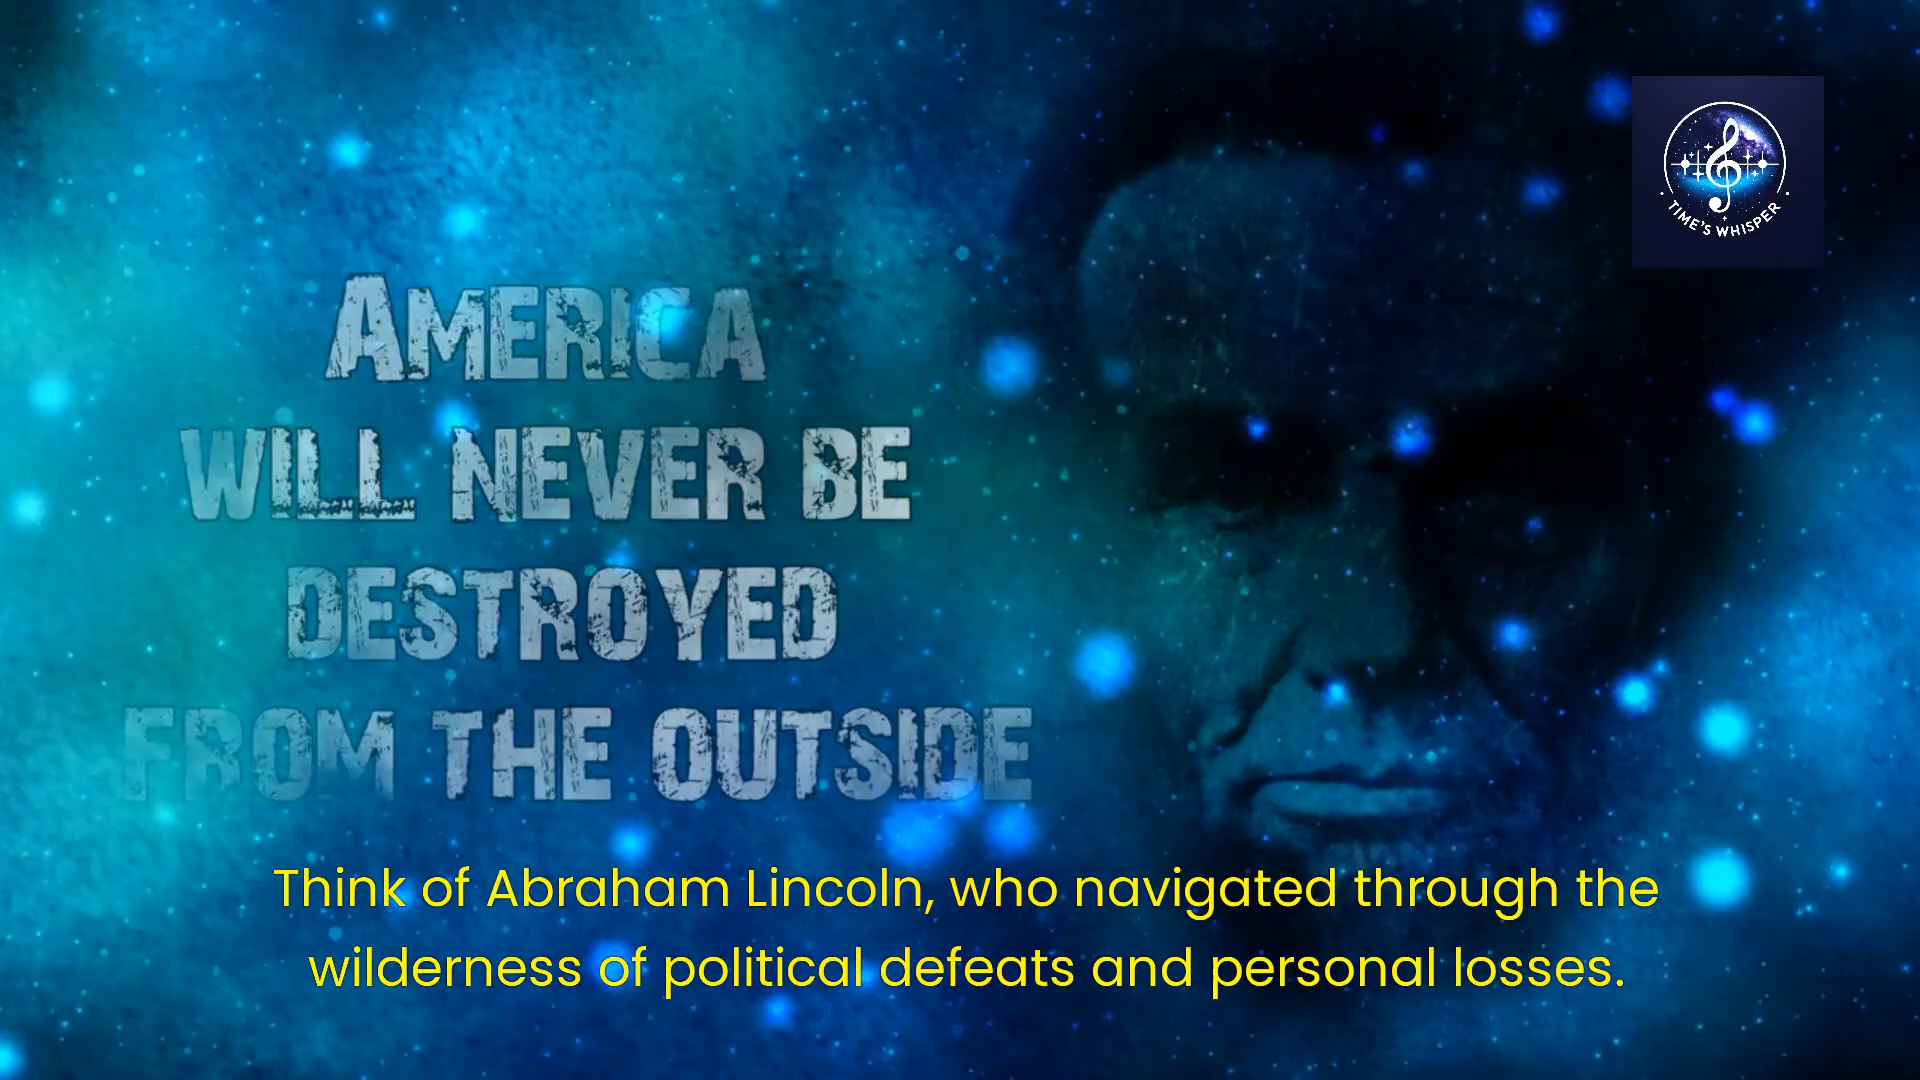 AMERICA
WILL NEVER BE
DESTROYED
FROM THE OUTSIDE
TIME'S WHISPER
Think of Abraham Lincoln, who navigated through the
wilderness of political defeats and personal losses.